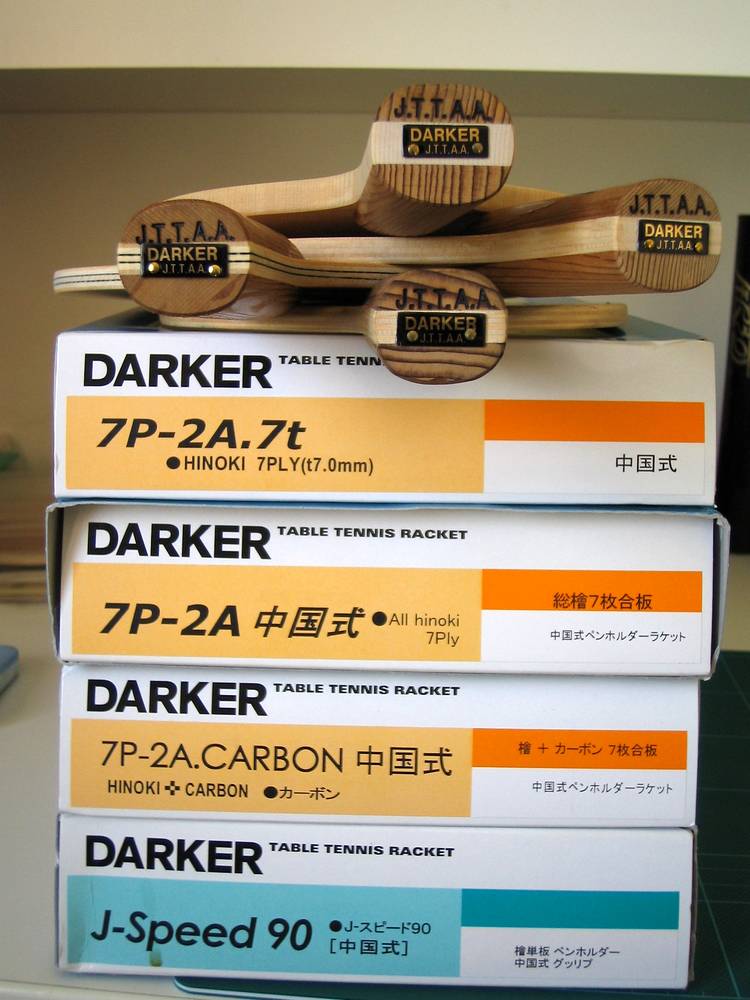 J.T.T.A.A.
DARKER
J.T.T.A.A.
J.T.T.A.A.
DARKER
J.T.T.A.A.
J.T.T.A.A.
DARKER
J.T.T.A.A.
J.T.T.A.A
DARKER
J.T.T.A.A.
DARKER TABLE TENN
7P-2A.7t
●HINOKI 7PLY(t7.0mm)
中国式
DARKER TABLE TENNIS RACKET
7P-2A 中国式 ●All hinoki
7Ply
総檜7枚合板
中国式ペンホルダーラケット
DARKER TABLE TENNIS RACKET
7P-2A.CARBON 中国式
HINOKI✣CARBON ●カーボン
檜 + カーボン 7枚合板
中国式ペンホルダーラケット
DARKER TABLE TENNIS RACKET
J-Speed 90 ●J-スピード90
[中国式]
檜単板 ペンホルダー
中国式 グッリプ